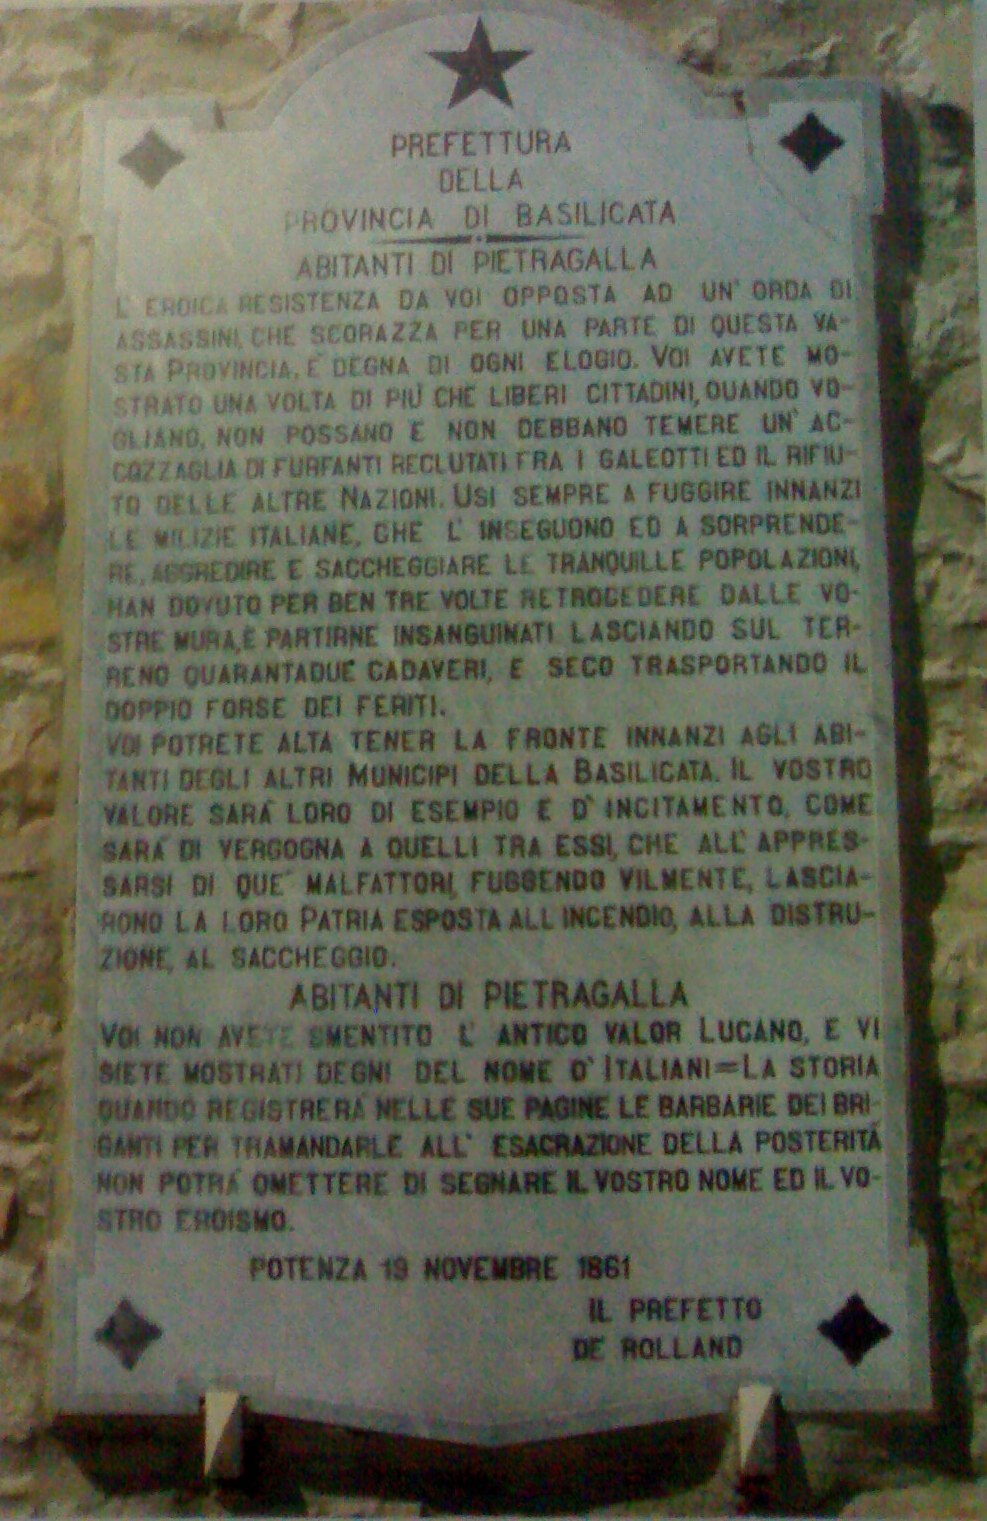 PREFETTURA
DELLA
PROVINCIA DI BASILICATA
ABITANTI DI PIETRAGALLA
L'EROICA RESISTENZA DA VOI OPPOSTA AD UN'ORDA DI
ASSASSINI, CHE SCORAZZA PER UNA PARTE DI QUESTA VA-
STA PROVINCIA, È DEGNA DI OGNI ELOGIO. VOI AVETE MO-
STRATO UNA VOLTA DI PIÙ CHE LIBERI CITTADINI, QUANDO VO-
GLIANO, NON POSSANO E NON DEBBANO TEMERE UN'AC-
COZZAGLIA DI FURFANTI RECLUTATI FRA I GALEOTTI ED IL RIFIU-
TO DELLE ALTRE NAZIONI. USI SEMPRE A FUGGIRE INNANZI
LE MILIZIE ITALIANE, CHE L'INSEGUONO ED A SORPRENDE-
RE, AGGREDIRE E SACCHEGGIARE LE TRANQUILLE POPOLAZIONI,
HAN DOVUTO PER BEN TRE VOLTE RETROCEDERE DALLE VO-
STRE MURA, E PARTIRNE INSANGUINATI, LASCIANDO SUL TER-
RENO QUARANTADUE CADAVERI, E SECO TRASPORTANDO IL
DOPPIO FORSE DEI FERITI.
VOI POTRETE ALTA TENER LA FRONTE INNANZI AGLI ABI-
TANTI DEGLI ALTRI MUNICIPI DELLA BASILICATA. IL VOSTRO
VALORE SARÁ LORO DI ESEMPIO E D'INCITAMENTO, COME
SARÁ DI VERGOGNA A QUELLI TRA ESSI, CHE ALL'APPRES-
SARSI DI QUE' MALFATTORI, FUGGENDO VILMENTE, LASCIA-
RONO LA LORO PATRIA ESPOSTA ALL'INCENDIO, ALLA DISTRU-
ZIONE, AL SACCHEGGIO.
ABITANTI DI PIETRAGALLA
VOI NON AVETE SMENTITO L'ANTICO VALOR LUCANO, E VI
SIETE MOSTRATI DEGNI DEL NOME D'ITALIANI=LA STORIA
QUANDO REGISTRERÁ NELLE SUE PAGINE LE BARBARIE DEI BRI-
GANTI PER TRAMANDARLE ALL'ESACRAZIONE DELLA POSTERITÁ
NON POTRÁ OMETTERE DI SEGNARE IL VOSTRO NOME ED IL VO-
STRO EROISMO.
POTENZA 19 NOVEMBRE 1861
IL PREFETTO
DE ROLLAND